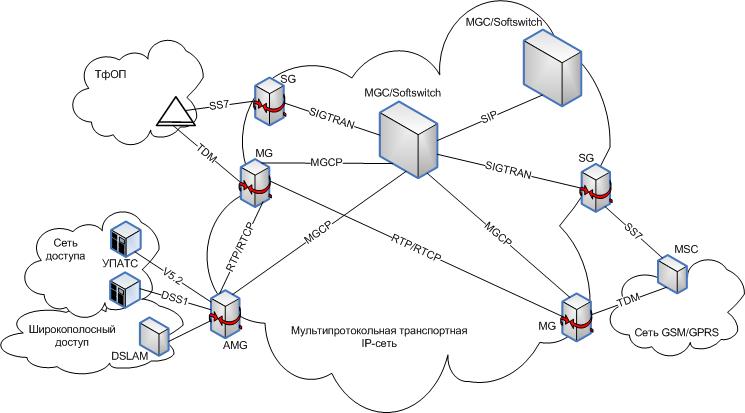 MGC/Softswitch
ТфОП
SG
SS7
MGC/Softswitch
SIGTRAN
SIP
TDM
MG
MGCP
SIGTRAN
SG
RTP/RTCP
MGCP
RTP/RTCP
MGCP
SS7
MSC
Сеть
доступа
УПАТС
V5.2
DSS1
TDM
Широкополосный
доступ
DSLAM
AMG
Мультипротокольная транспортная
IP-сеть
MG
Сеть GSM/GPRS